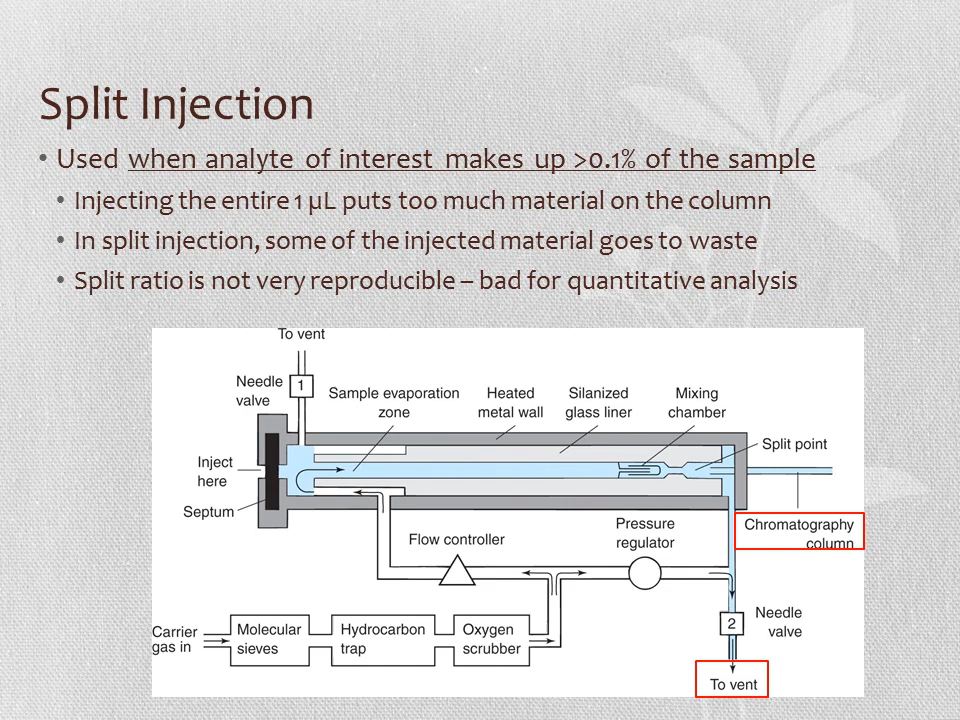 Split Injection
• Used when analyte of interest makes up >0.1% of the sample
• Injecting the entire 1 µL puts too much material on the column
• In split injection, some of the injected material goes to waste
• Split ratio is not very reproducible – bad for quantitative analysis
To vent
Needle
valve
1
Sample evaporation
zone
Heated
metal wall
Silanized
glass liner
Mixing
chamber
Split point
Inject
here
Septum
Chromatography
column
Flow controller
Pressure
regulator
Carrier
gas in
Molecular
sieves
Hydrocarbon
trap
Oxygen
scrubber
2
Needle
valve
To vent